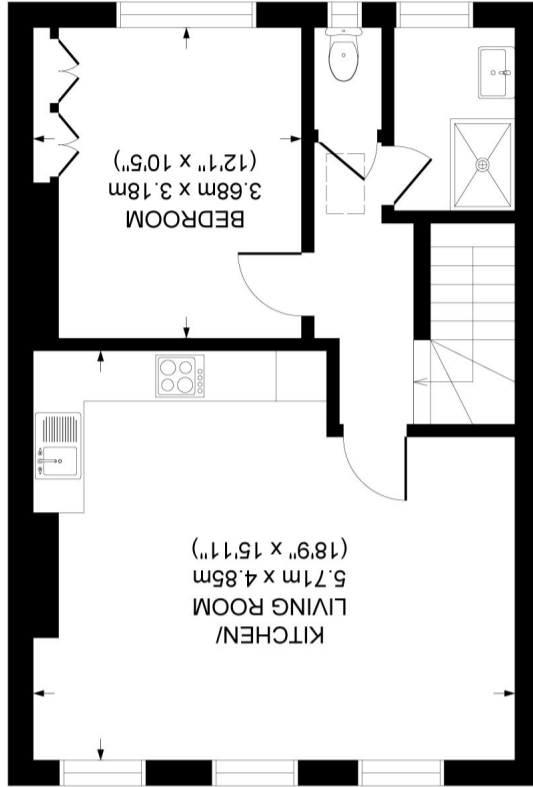 KITCHEN/
LIVING ROOM
5.71m x 4.85m
(18'9" x 15'11")
BEDROOM
3.68m x 3.18m
(12'1" x 10'5")